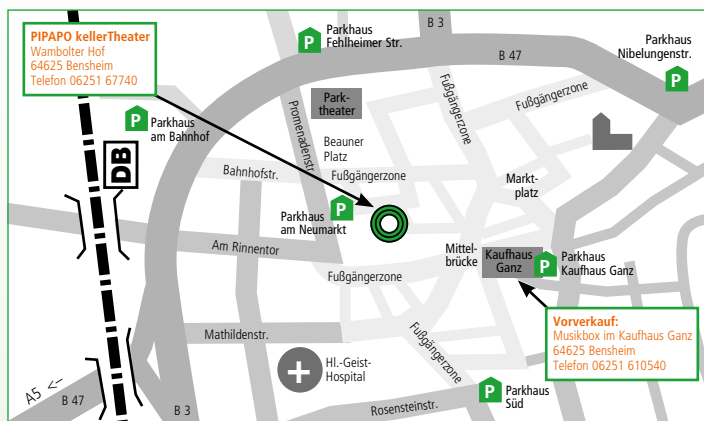 PIPAPO kellerTheater
Wambolter Hof
64625 Bensheim
Telefon 06251 67740
P
Parkhaus
Fehlheimer Str.
B 3
B 47
Parkhaus
Nibelungenstr.
P
P
Parkhaus
am Bahnhof
DB
Promenadenstr.
Park-
theater
Beauner
Platz
Fußgängerzone
Fußgängerzone
Bahnhofstr.
Fußgängerzone
Markt-
platz
Parkhaus
am Neumarkt
P
Am Rinnentor
Mittel-
brücke
Kaufhaus
Ganz
P
Parkhaus
Kaufhaus Ganz
Fußgängerzone
Mathildenstr.
Fußgängerzone
Vorverkauf:
Musikbox im Kaufhaus Ganz
64625 Bensheim
Telefon 06251 610540
Hl.-Geist-
Hospital
P
Parkhaus
Süd
A5 <-
B 47
B 3
Rosensteinstr.